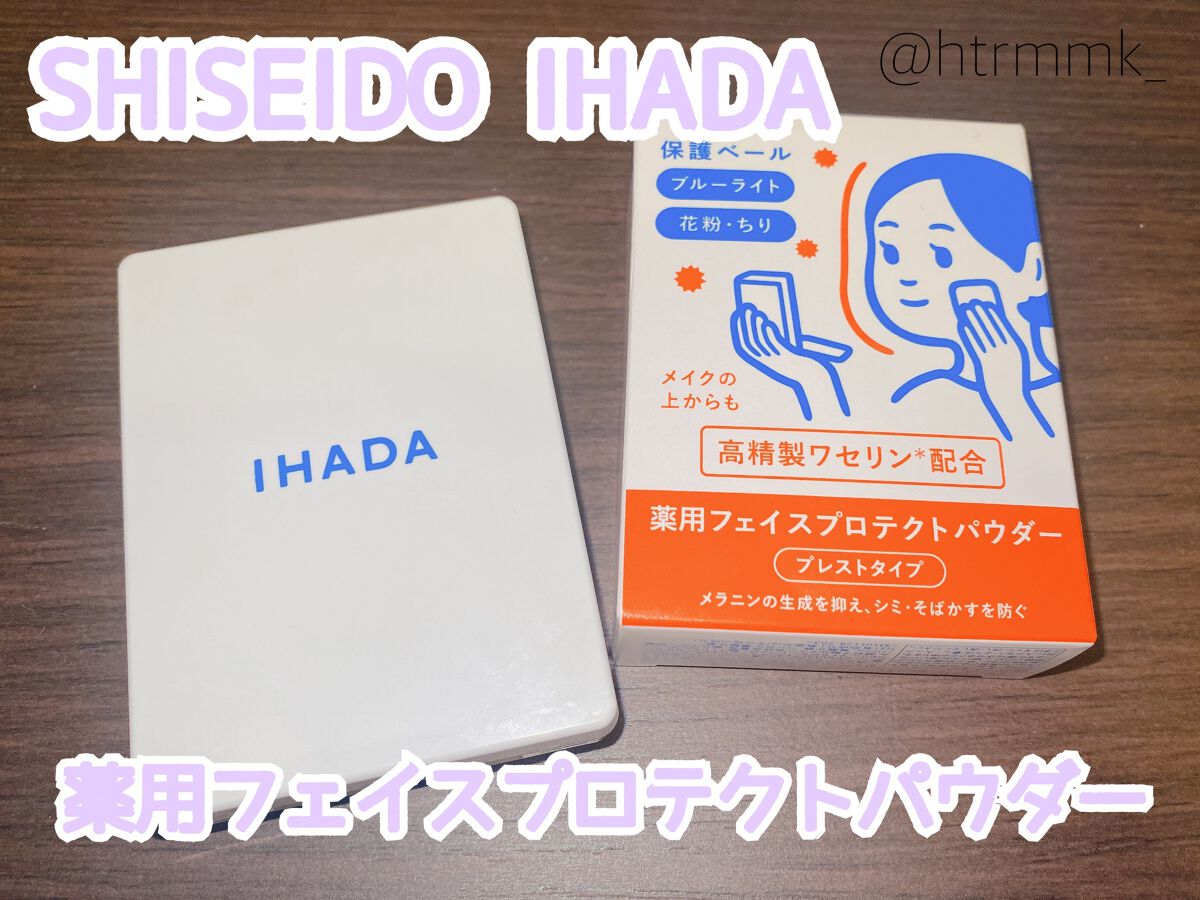 SHISEIDO IHADA
@htrmmk_
保護ベール
ブルーライト
花粉・ちり
メイクの
上からも
高精製ワセリン*配合
薬用フェイスプロテクトパウダー
プレストタイプ
メラニンの生成を抑え、シミ・そばかすを防ぐ
IHADA
薬用フェイスプロテクトパウダー